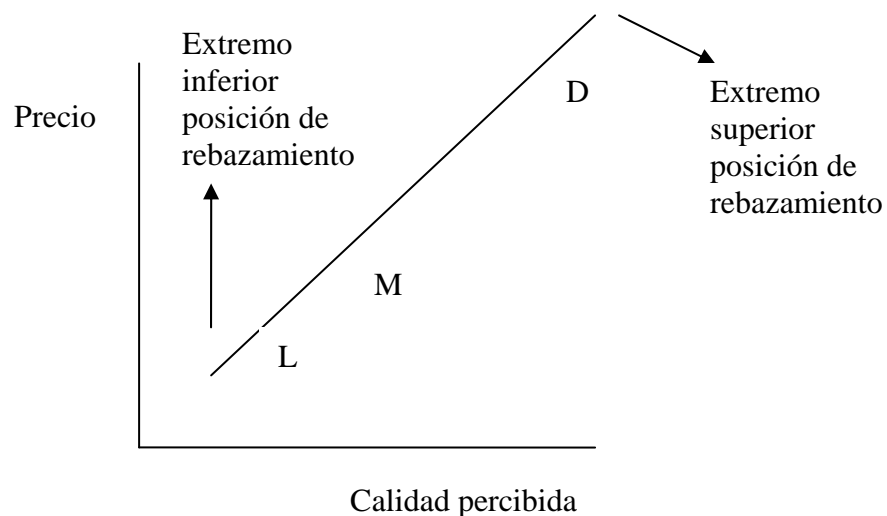 Extremo
inferior
posición de
rebazamiento
Precio
D
Extremo
superior
posición de
rebazamiento
M
L
Calidad percibida